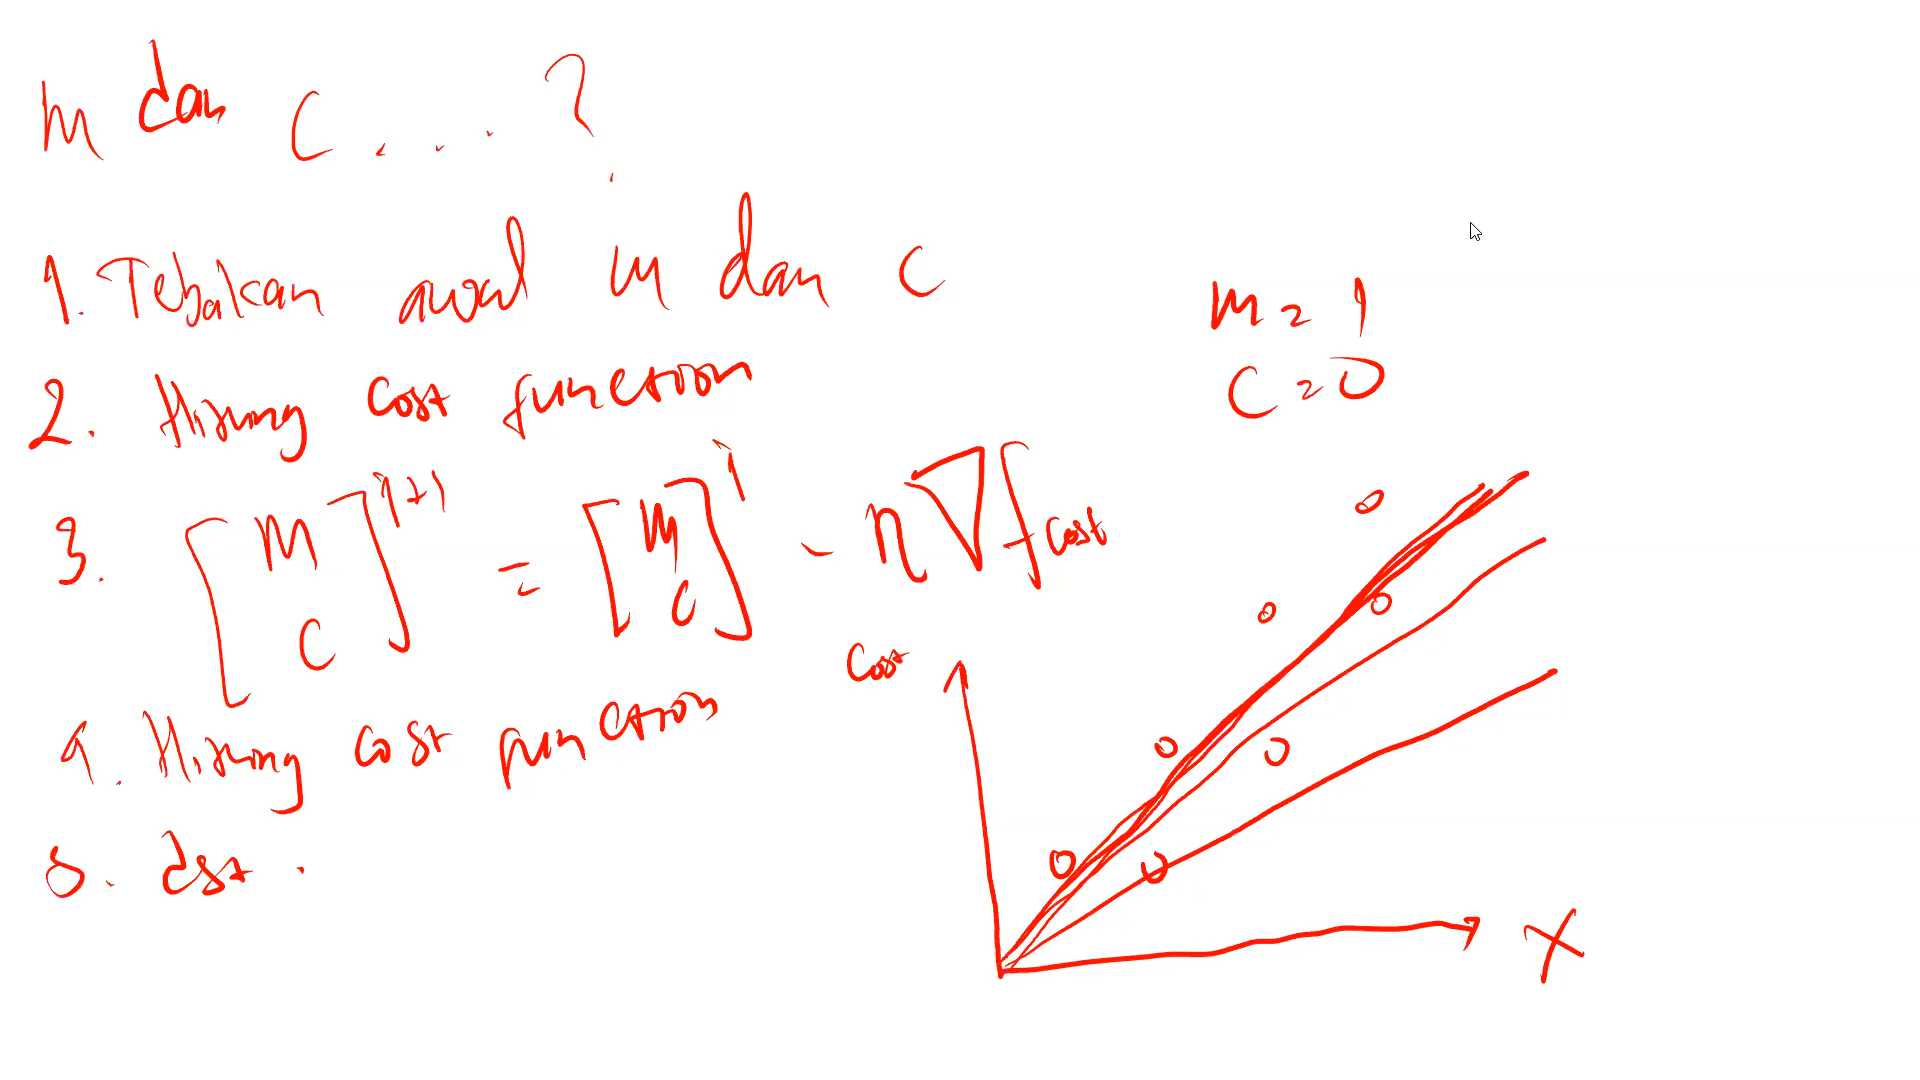 m dan c . . . ?
1. Tebakan awal m dan c
m = 1
c = 0
2. Hitung cost function
3. [m c]^{i+1} = [m c]^i - η ∇f cost
4. Hitung cost function
5. dst.
Cost
X